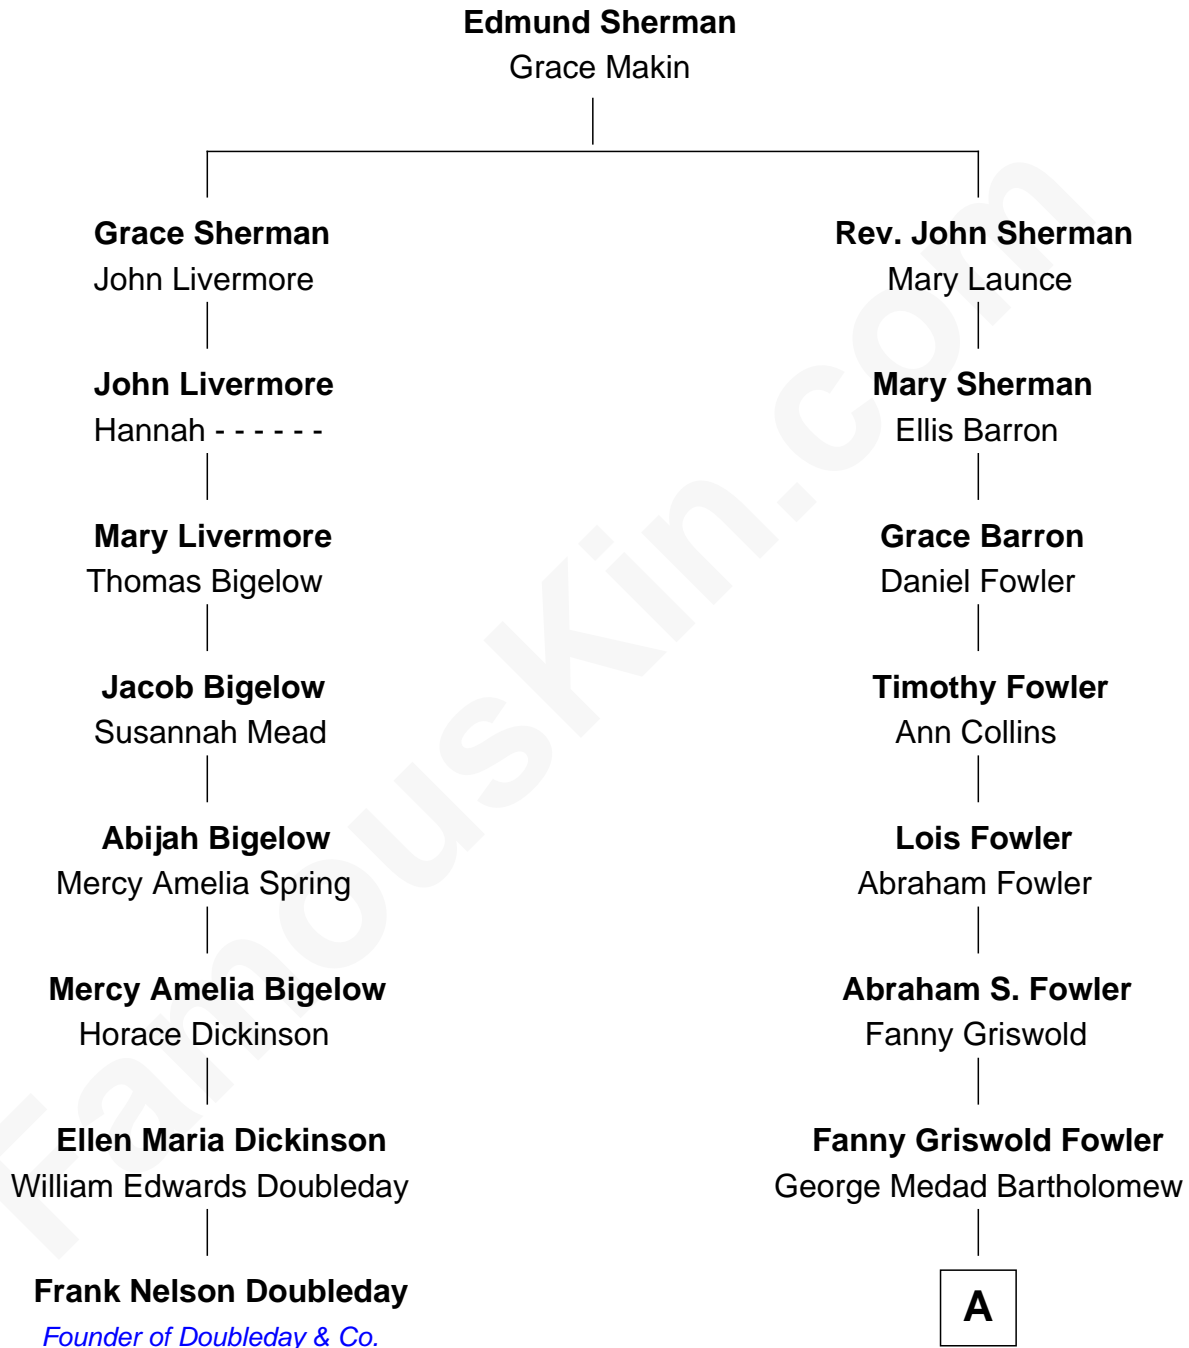 Edmund Sherman
Grace Makin
Grace Sherman
John Livermore
John Livermore
Hannah - - - - - -
Mary Livermore
Thomas Bigelow
Jacob Bigelow
Susannah Mead
Abijah Bigelow
Mercy Amelia Spring
Mercy Amelia Bigelow
Horace Dickinson
Ellen Maria Dickinson
William Edwards Doubleday
Frank Nelson Doubleday
Founder of Doubleday & Co.
Rev. John Sherman
Mary Launce
Mary Sherman
Ellis Barron
Grace Barron
Daniel Fowler
Timothy Fowler
Ann Collins
Lois Fowler
Abraham Fowler
Abraham S. Fowler
Fanny Griswold
Fanny Griswold Fowler
George Medad Bartholomew
A
FamousKin.com